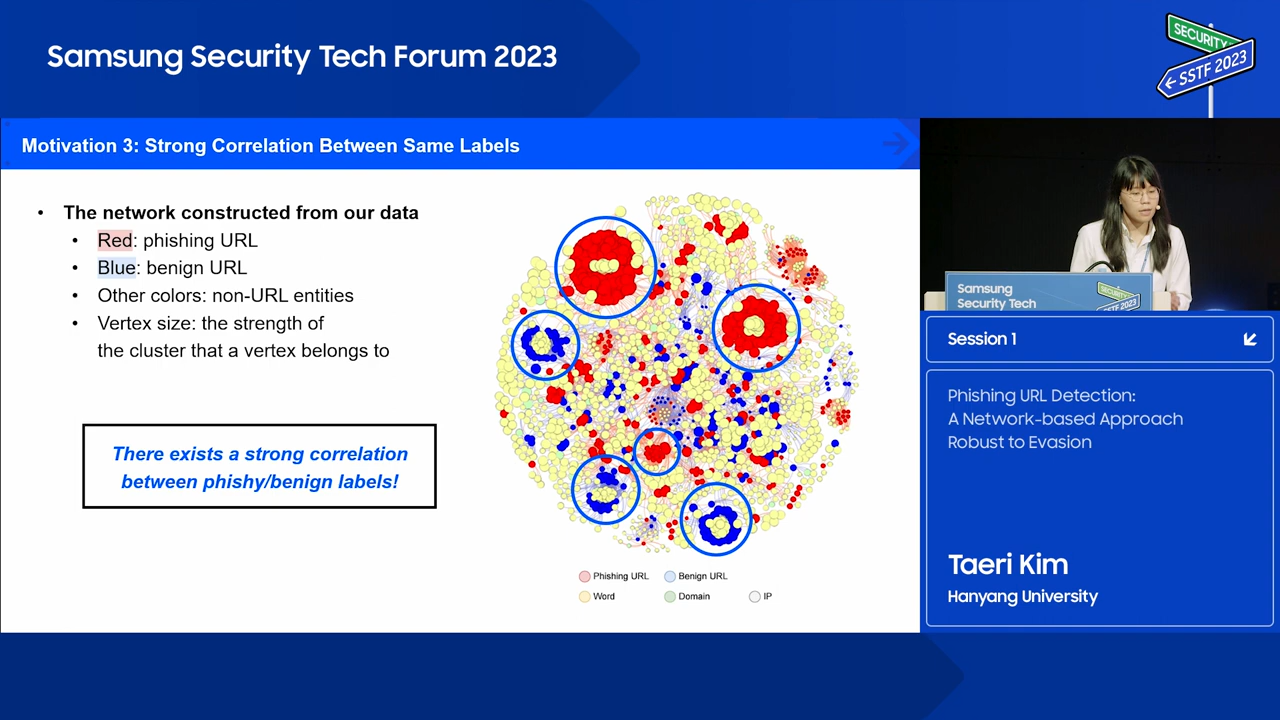 Samsung Security Tech Forum 2023
SECURITY
← SSTF 2023
Motivation 3: Strong Correlation Between Same Labels
• The network constructed from our data
• Red: phishing URL
• Blue: benign URL
• Other colors: non-URL entities
• Vertex size: the strength of
the cluster that a vertex belongs to
There exists a strong correlation
between phishy/benign labels!
Phishing URL
Benign URL
Word
Domain
IP
Samsung
Security Tech
SECURITY
SSTF 2023
Session 1
Phishing URL Detection:
A Network-based Approach
Robust to Evasion
Taeri Kim
Hanyang University